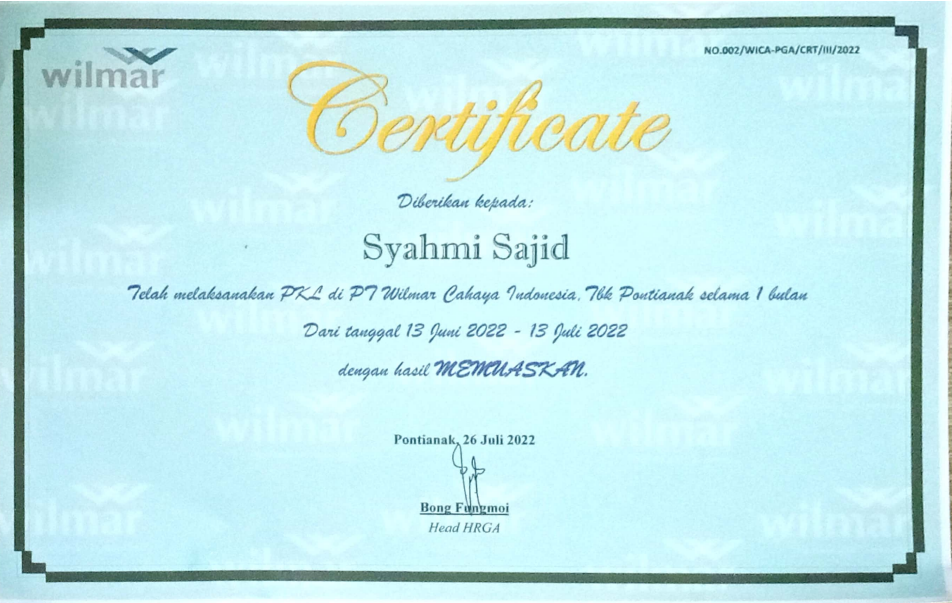 wilmar
NO.002/WICA-PGA/CRT/III/2022
Certificate
Diberikan kepada:
Syahmi Sajid
Telah melaksanakan PKL di PT Wilmar Cahaya Indonesia, Tbk Pontianak selama 1 bulan
Dari tanggal 13 Juni 2022 - 13 Juli 2022
dengan hasil MEMUASKAN.
Pontianak, 26 Juli 2022
Bong Fungmoi
Head HRGA